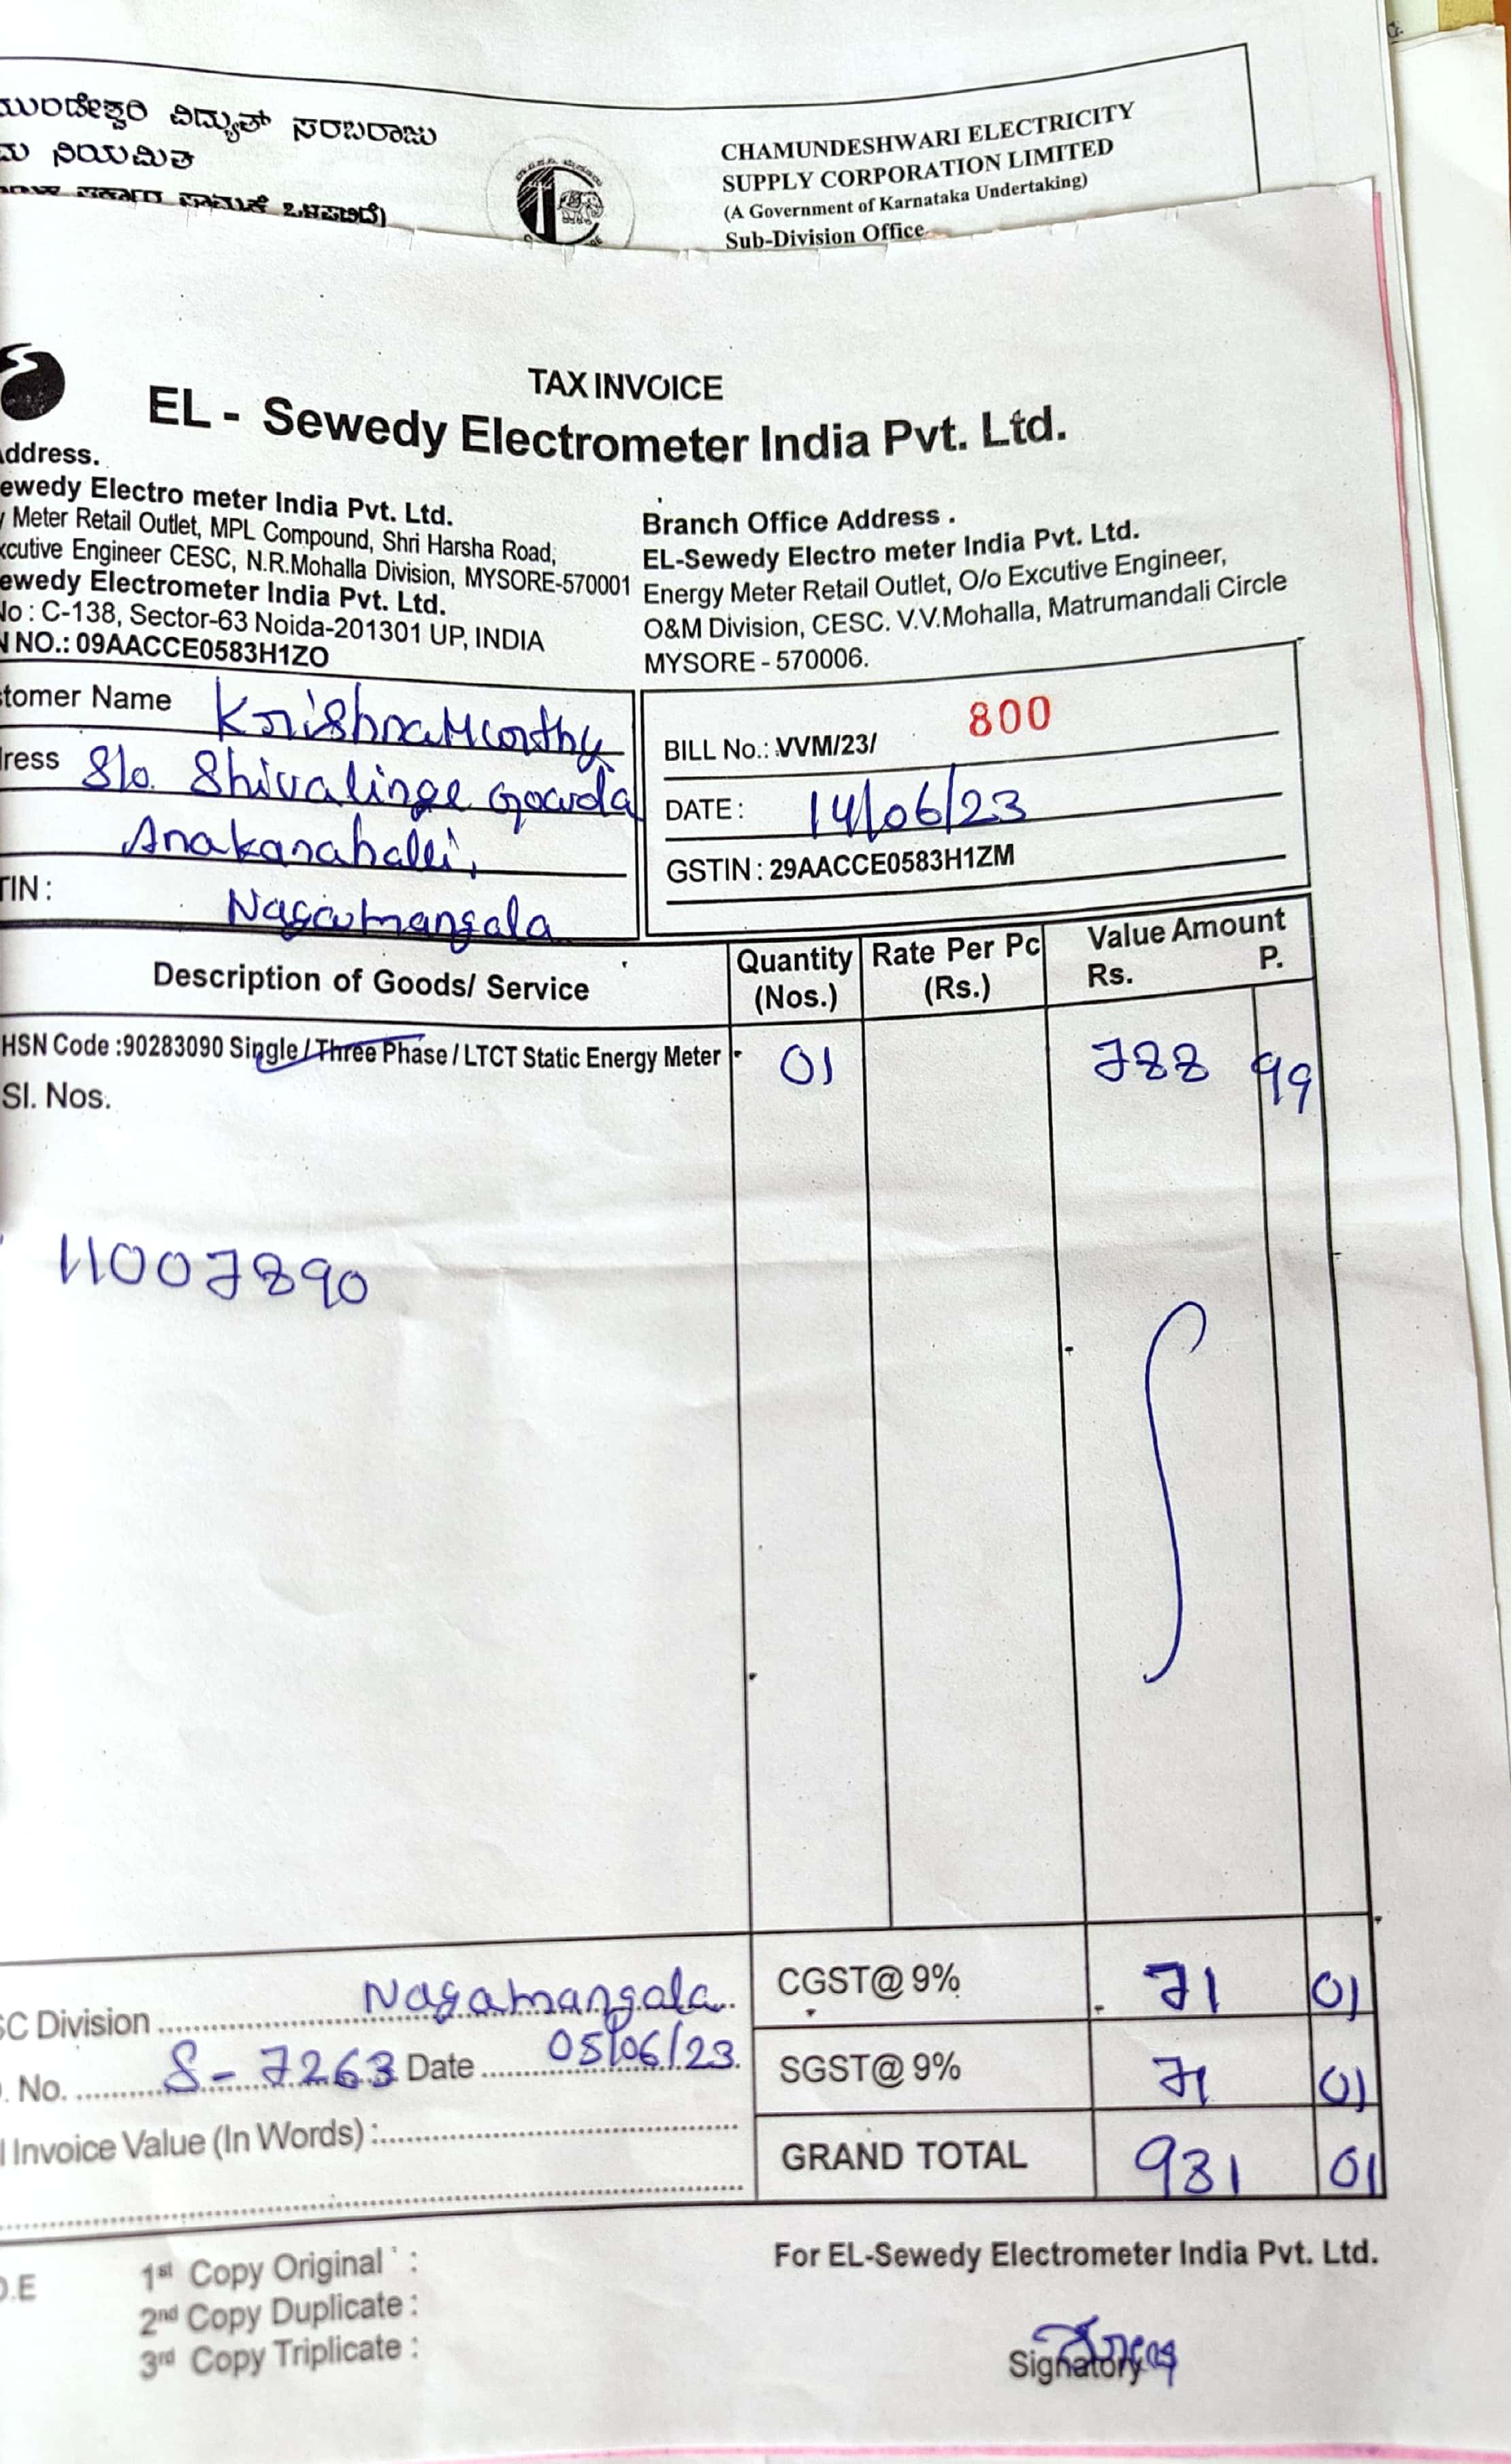 ಮುಂಡೇಶ್ವರಿ ವಿದ್ಯುತ್ ಸರಬರಾಜು
ಮ ನಿಯಮಿತ
CHAMUNDESHWARI ELECTRICITY
SUPPLY CORPORATION LIMITED
(A Government of Karnataka Undertaking)
Sub-Division Office
TAX INVOICE
EL - Sewedy Electrometer India Pvt. Ltd.
Address.
ewedy Electro meter India Pvt. Ltd.
y Meter Retail Outlet, MPL Compound, Shri Harsha Road,
xcutive Engineer CESC, N.R.Mohalla Division, MYSORE-570001
ewedy Electrometer India Pvt. Ltd.
No : C-138, Sector-63 Noida-201301 UP, INDIA
N NO.: 09AACCE0583H1ZO
Branch Office Address .
EL-Sewedy Electro meter India Pvt. Ltd.
Energy Meter Retail Outlet, O/o Excutive Engineer,
O&M Division, CESC. V.V.Mohalla, Matrumandali Circle
MYSORE - 570006.
tomer Name KrishnaMurthy
ress S/o. Shivalinge Gowda
Anakanahalli,
TIN : Nagamangala
BILL No.: VVM/23/ 800
DATE : 14/06/23
GSTIN : 29AACCE0583H1ZM
Description of Goods/ Service Quantity (Nos.) Rate Per Pc (Rs.) Value Amount Rs. P.
HSN Code :90283090 Single / Three Phase / LTCT Static Energy Meter 01 788 99
Sl. Nos.
11007890
CGST@ 9% 71 01
SC Division Nagamangala
SGST@ 9% 71 01
. No. S- 7263 Date 05/06/23
GRAND TOTAL 931 01
l Invoice Value (In Words) :
For EL-Sewedy Electrometer India Pvt. Ltd.
O.E
1st Copy Original :
2nd Copy Duplicate :
3rd Copy Triplicate :
Signatory